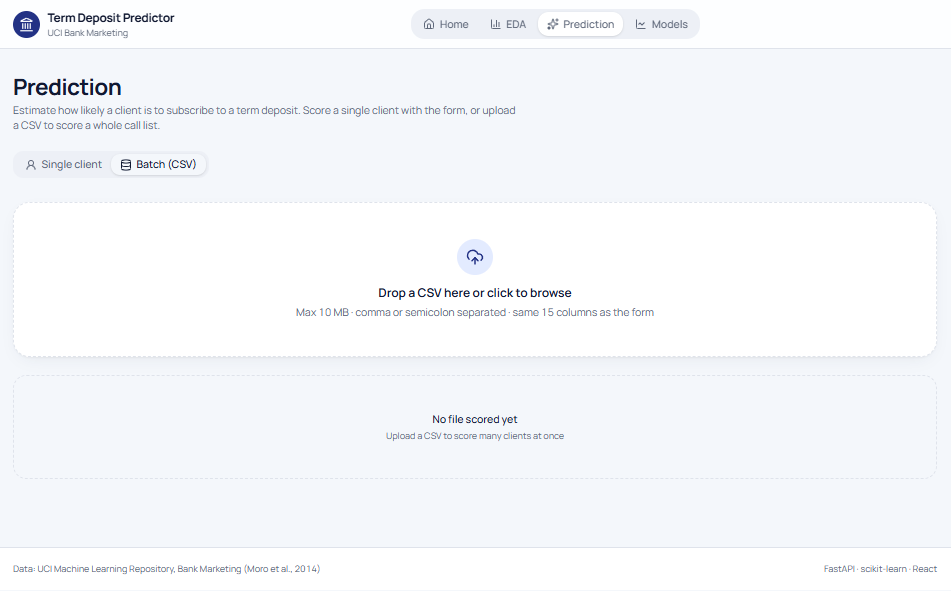 Term Deposit Predictor
UCI Bank Marketing
Home
EDA
Prediction
Models
Prediction
Estimate how likely a client is to subscribe to a term deposit. Score a single client with the form, or upload
a CSV to score a whole call list.
Single client
Batch (CSV)
Drop a CSV here or click to browse
Max 10 MB · comma or semicolon separated · same 15 columns as the form
No file scored yet
Upload a CSV to score many clients at once
Data: UCI Machine Learning Repository, Bank Marketing (Moro et al., 2014)
FastAPI · scikit-learn · React